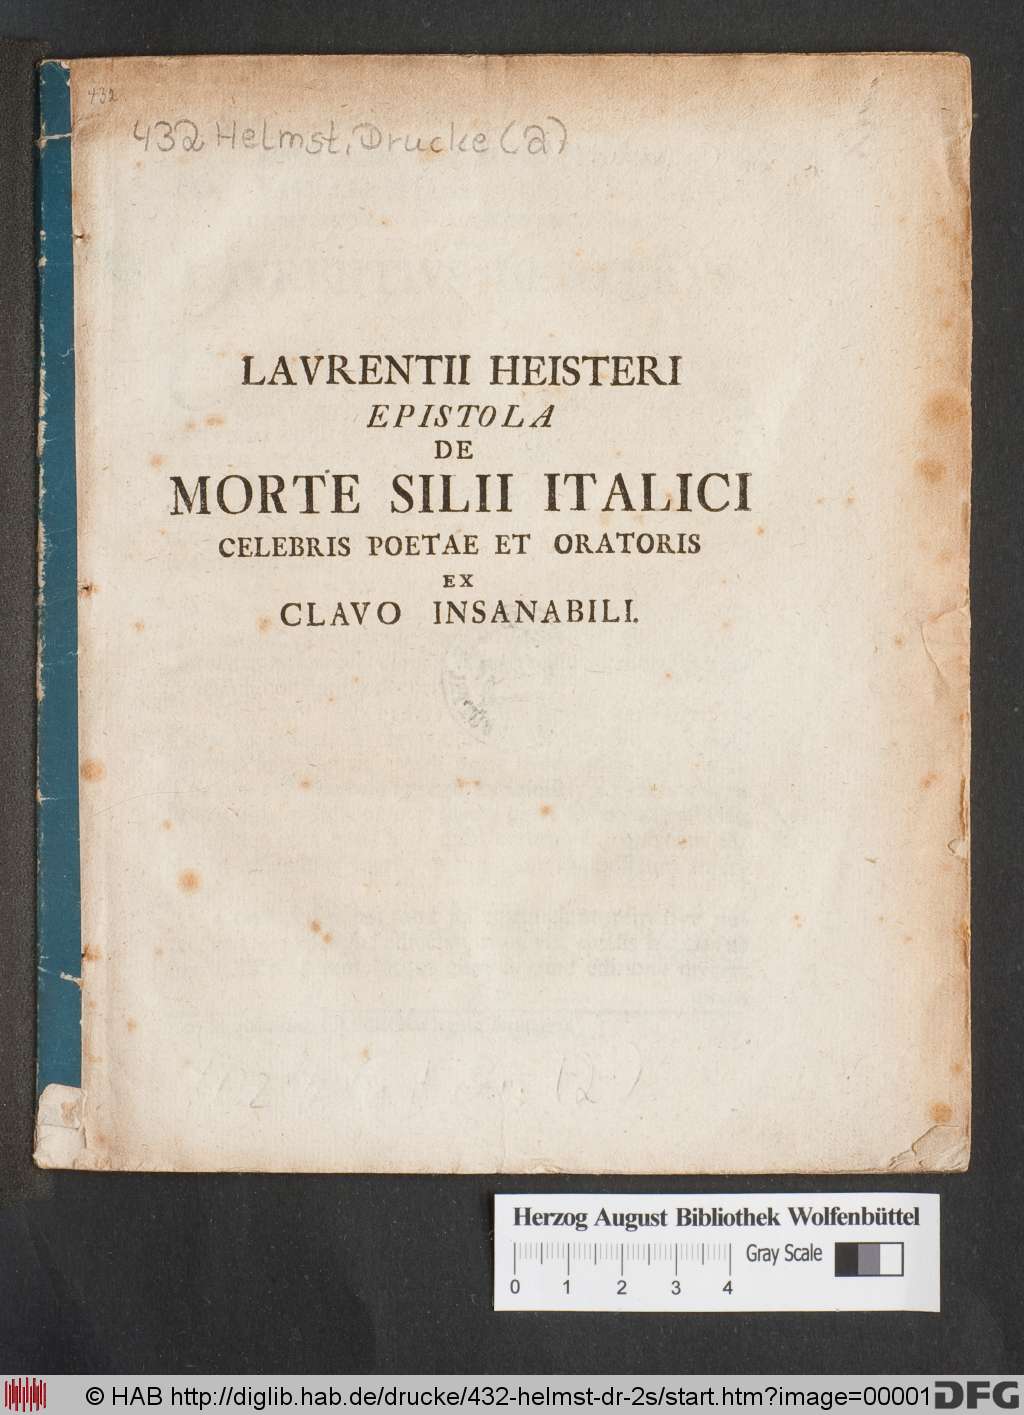 432
432 Helmst. Drucke (2)
LAVRENTII HEISTERI
EPISTOLA
DE
MORTE SILII ITALICI
CELEBRIS POETAE ET ORATORIS
EX
CLAVO INSANABILI.
Herzog August Bibliothek Wolfenbüttel
Gray Scale
0 1 2 3 4
© HAB http://diglib.hab.de/drucke/432-helmst-dr-2s/start.htm?image=00001
DFG